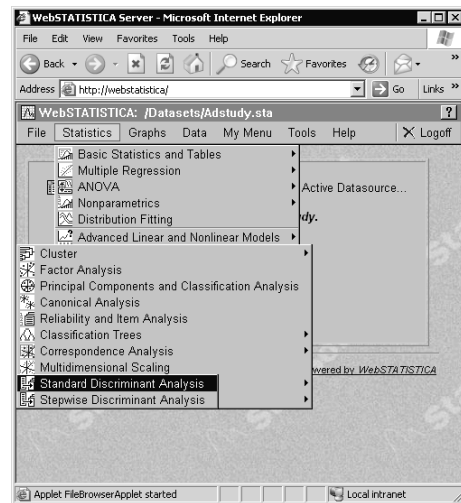 WebSTATISTICA Server - Microsoft Internet Explorer
File Edit View Favorites Tools Help
Back Search Favorites »
Address http://webstatistica/ Go Links »
WebSTATISTICA: /Datasets/Adstudy.sta ?
File Statistics Graphs Data My Menu Tools Help Logoff
Basic Statistics and Tables
Multiple Regression
ANOVA Active Datasource...
Nonparametrics
Distribution Fitting dy.
Advanced Linear and Nonlinear Models
Cluster
Factor Analysis
Principal Components and Classification Analysis
Canonical Analysis
Reliability and Item Analysis
Classification Trees
Correspondence Analysis
Multidimensional Scaling wered by WebSTATISTICA
Standard Discriminant Analysis
Stepwise Discriminant Analysis
Applet FileBrowserApplet started Local intranet